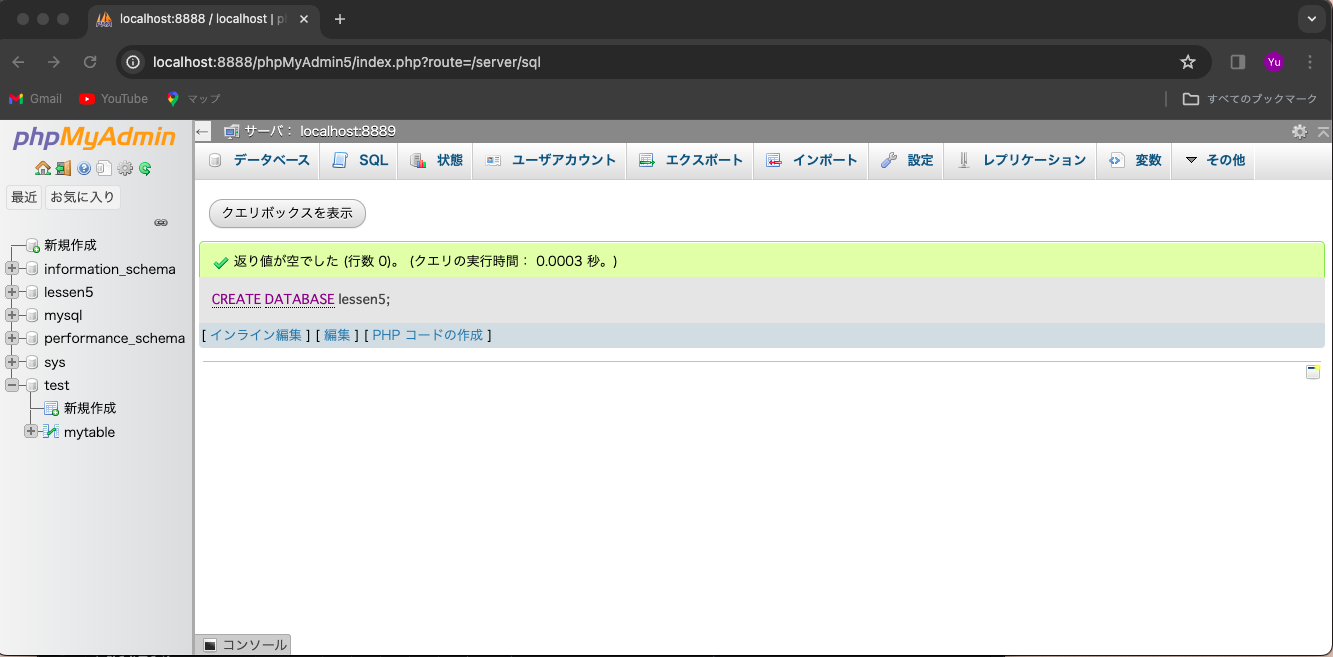 localhost:8888 / localhost | p
localhost:8888/phpMyAdmin5/index.php?route=/server/sql
Yu
Gmail YouTube マップ すべてのブックマーク
phpMyAdmin
サーバ： localhost:8889
データベース SQL 状態 ユーザアカウント エクスポート インポート 設定 レプリケーション 変数 その他
最近 お気に入り
クエリボックスを表示
新規作成
information_schema
lessen5
mysql
performance_schema
sys
test
新規作成
mytable
返り値が空でした (行数 0)。 (クエリの実行時間： 0.0003 秒。)
CREATE DATABASE lessen5;
[ インライン編集 ] [ 編集 ] [ PHP コードの作成 ]
コンソール